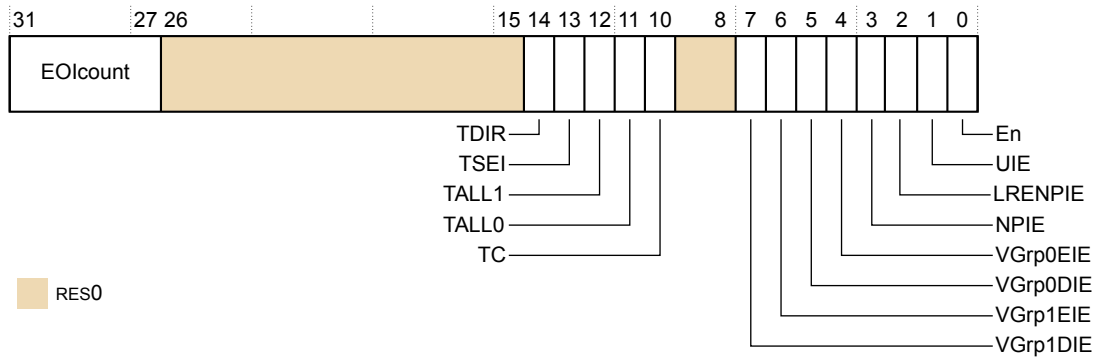 31 27 26 15 14 13 12 11 10 8 7 6 5 4 3 2 1 0
EOIcount
TDIR En
TSEI UIE
TALL1 LRENPIE
TALL0 NPIE
TC VGrp0EIE
VGrp0DIE
RES0
VGrp1EIE
VGrp1DIE